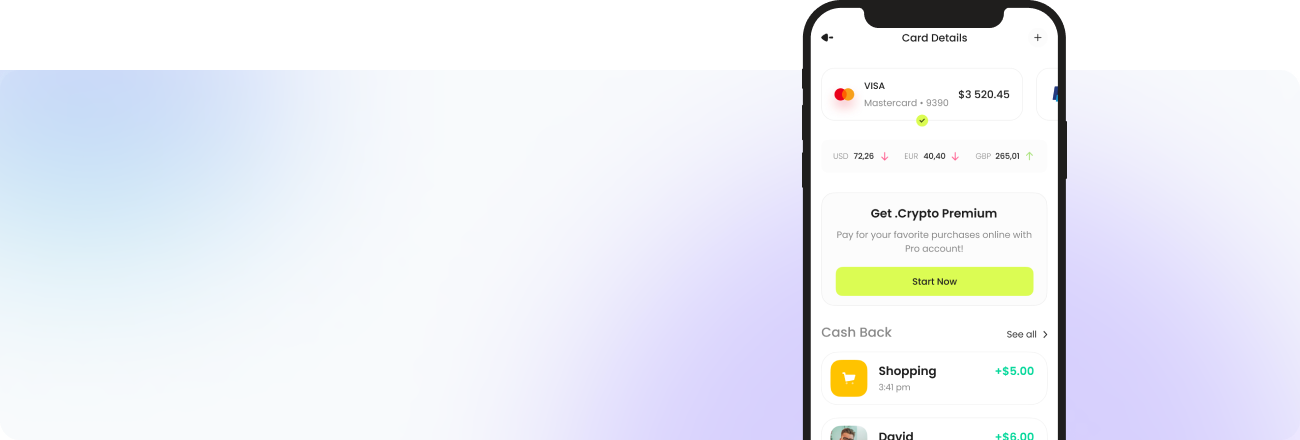 Card Details
+
VISA
Mastercard • 9390
$3 520.45
USD 72,26 ↓ EUR 40,40 ↓ GBP 265,01 ↑
Get .Crypto Premium
Pay for your favorite purchases online with
Pro account!
Start Now
Cash Back
See all >
Shopping
+$5.00
3:41 pm
David
+$6.00